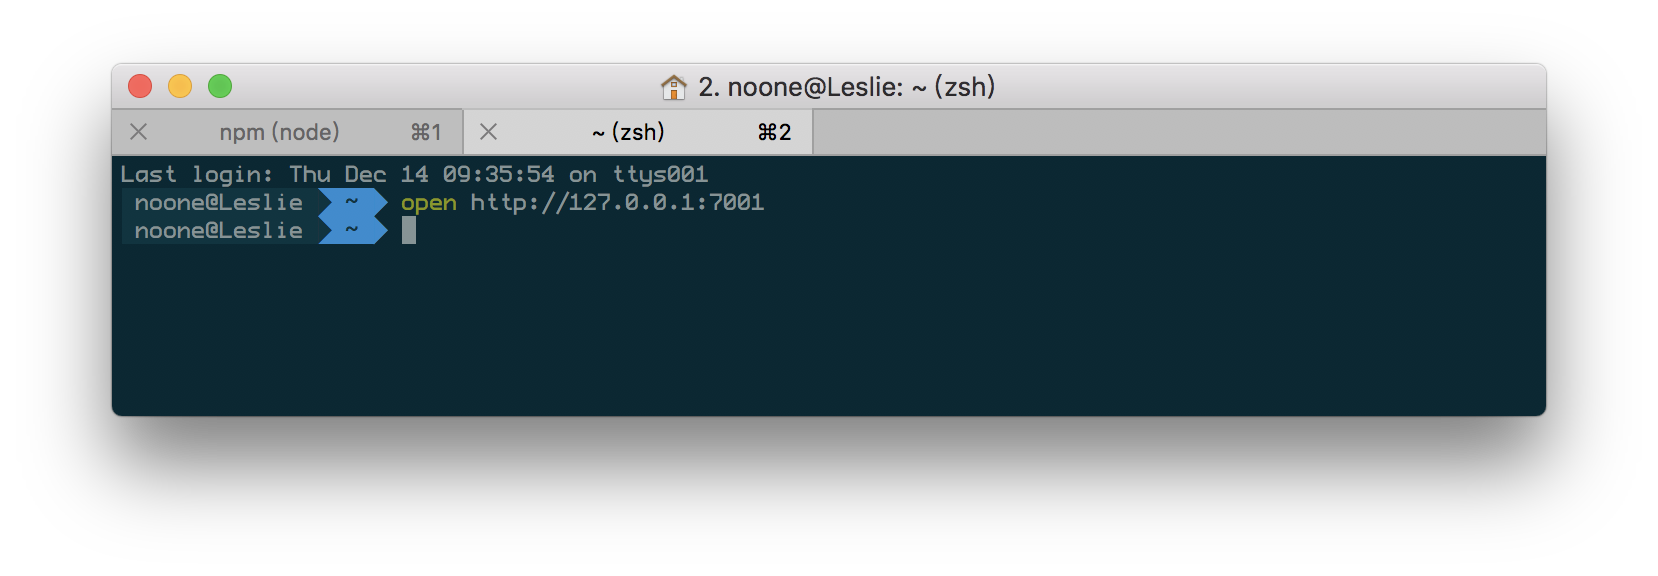 2. noone@Leslie: ~ (zsh)
npm (node) ⌘1 ~ (zsh) ⌘2
Last login: Thu Dec 14 09:35:54 on ttys001
noone@Leslie ~ open http://127.0.0.1:7001
noone@Leslie ~